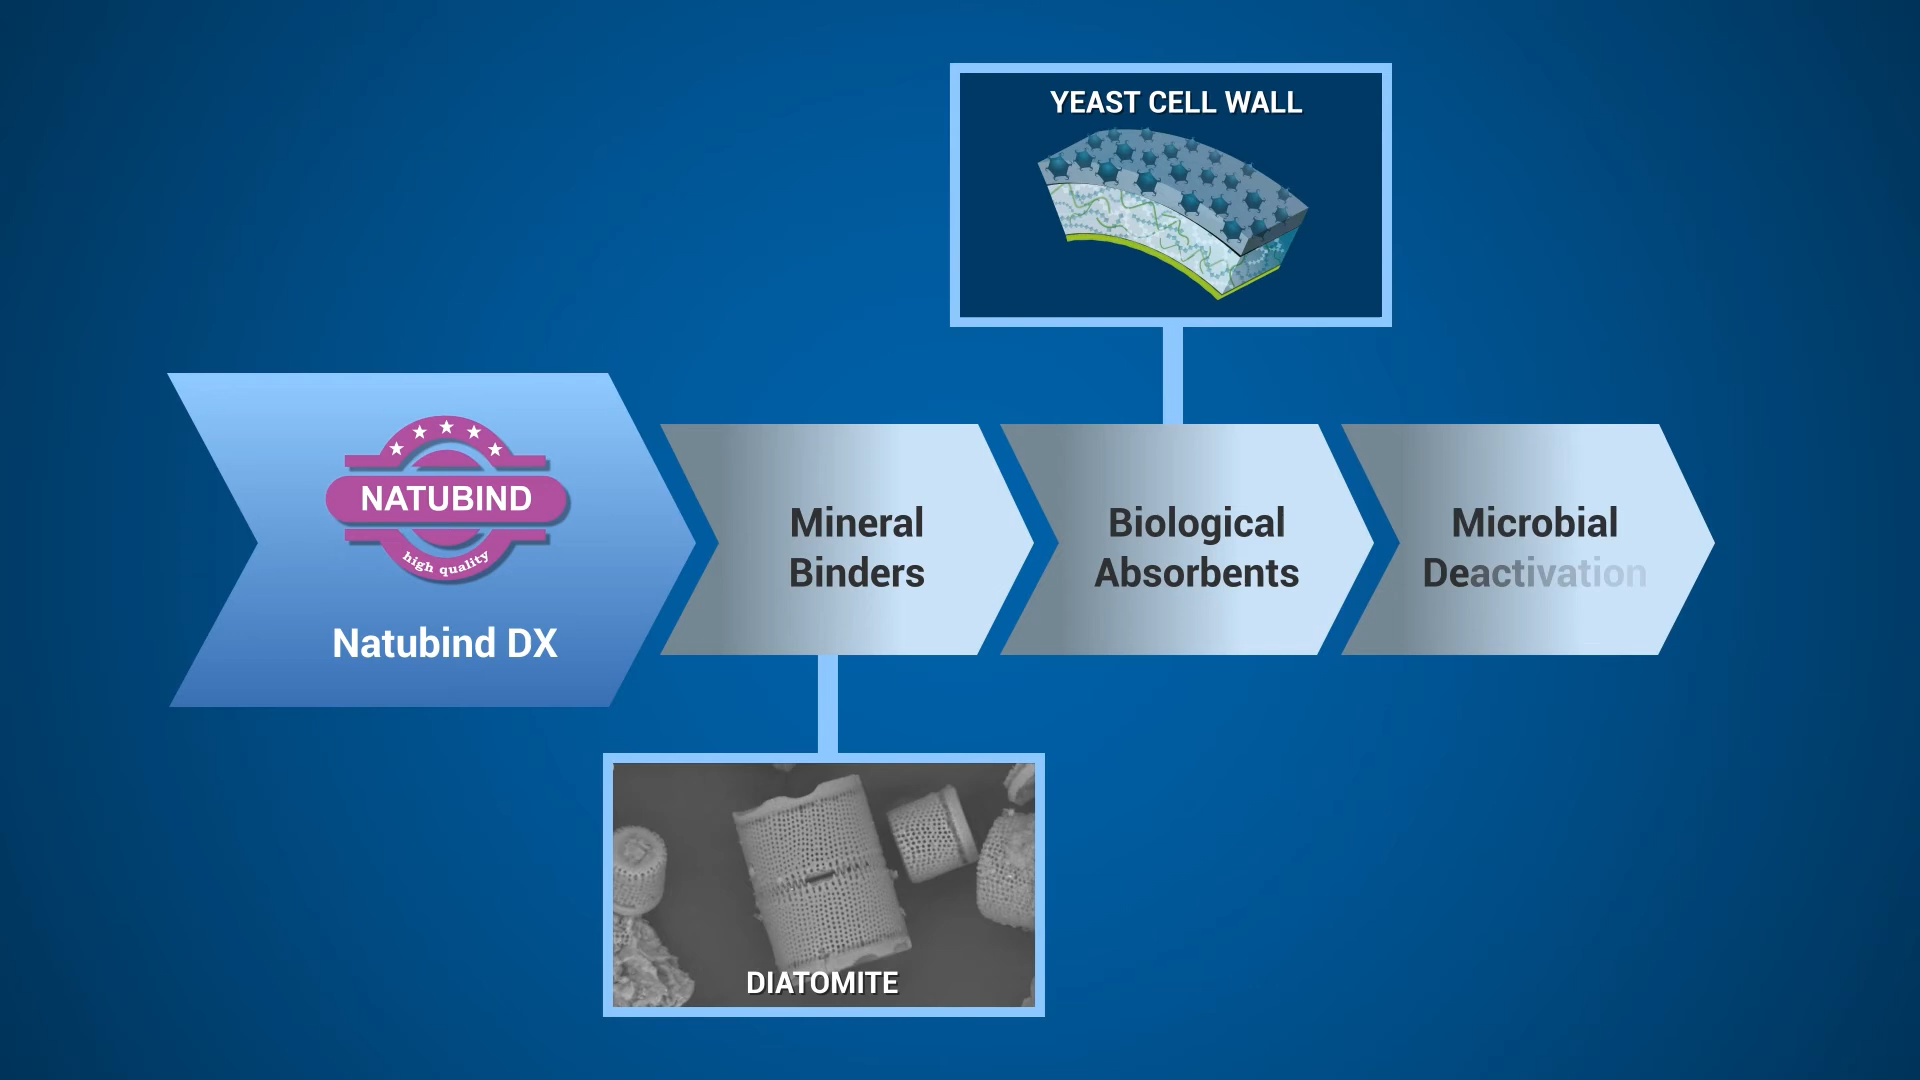 YEAST CELL WALL
NATUBIND
high quality
Natubind DX
Mineral
Binders
Biological
Absorbents
Microbial
Deactivation
DIATOMITE